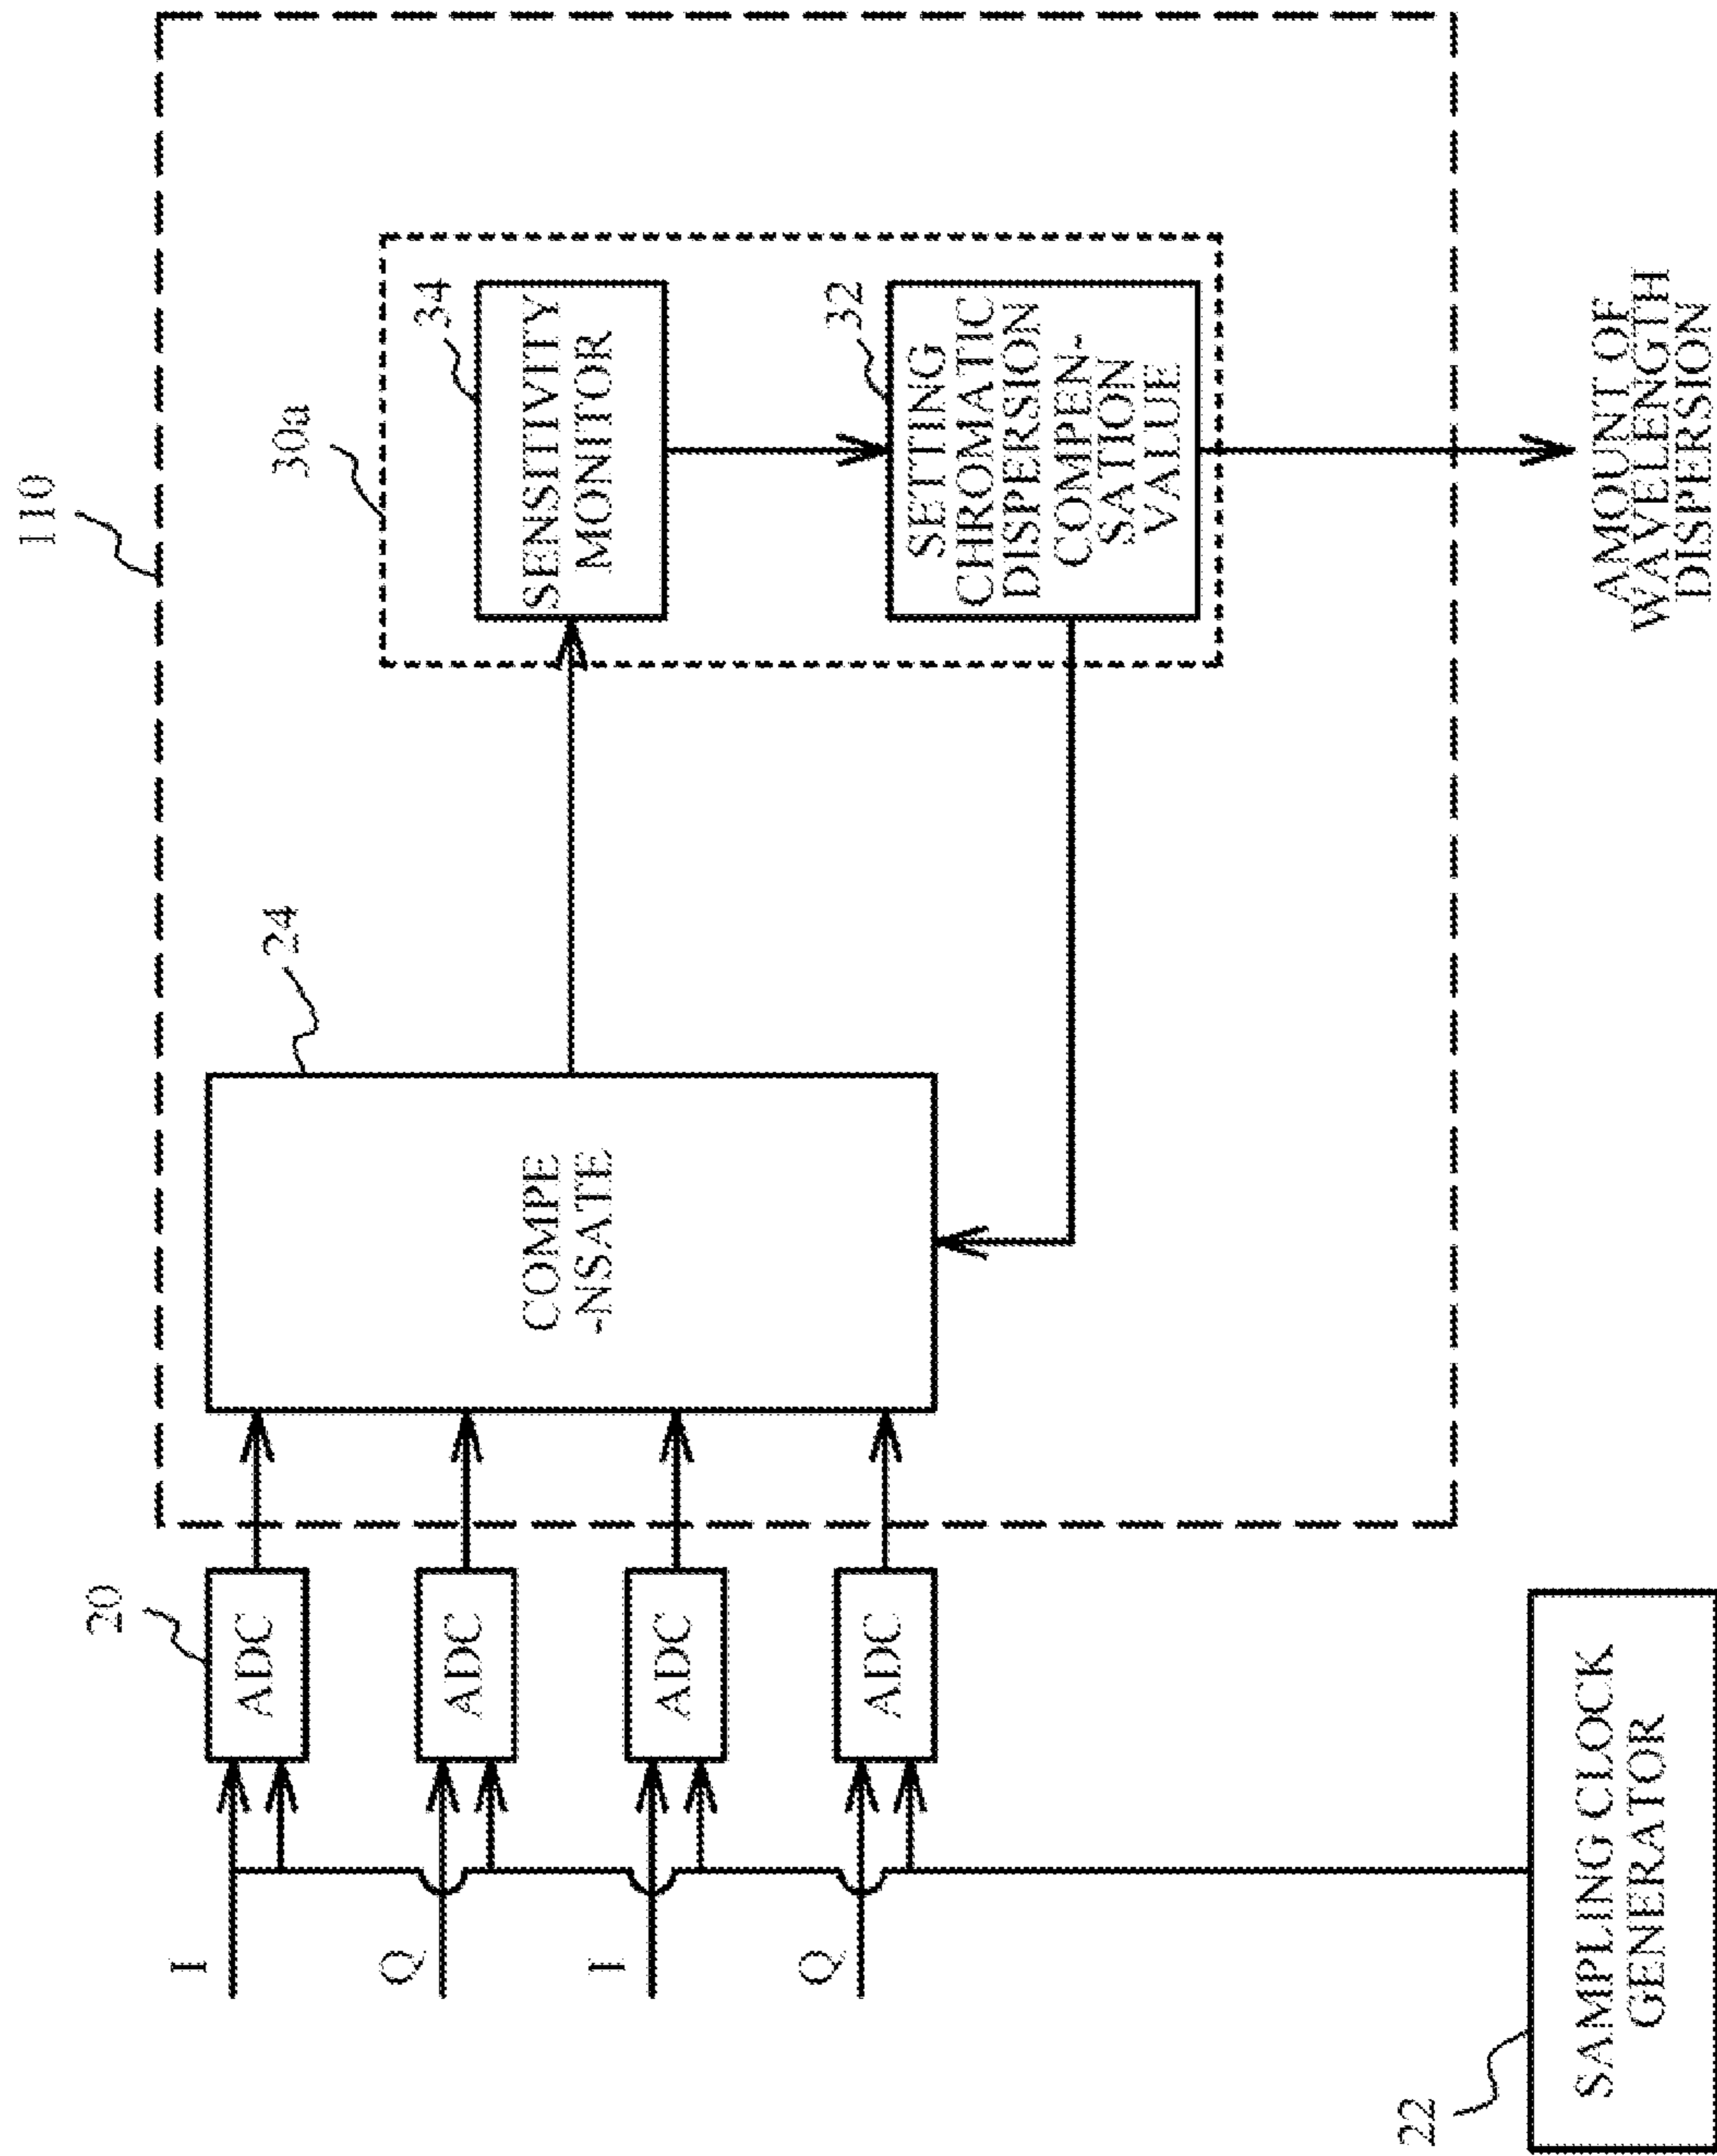 110
30a
34
SENSITIVITY
MONITOR
32
SETTING
CHROMATIC
DISPERSION
COMPEN-
SATION
VALUE
24
COMPE
-NSATE
20
ADC
ADC
ADC
ADC
I
Q
I
Q
22
SAMPLING CLOCK
GENERATOR
AMOUNT OF
WAVELENGTH
DISPERSION